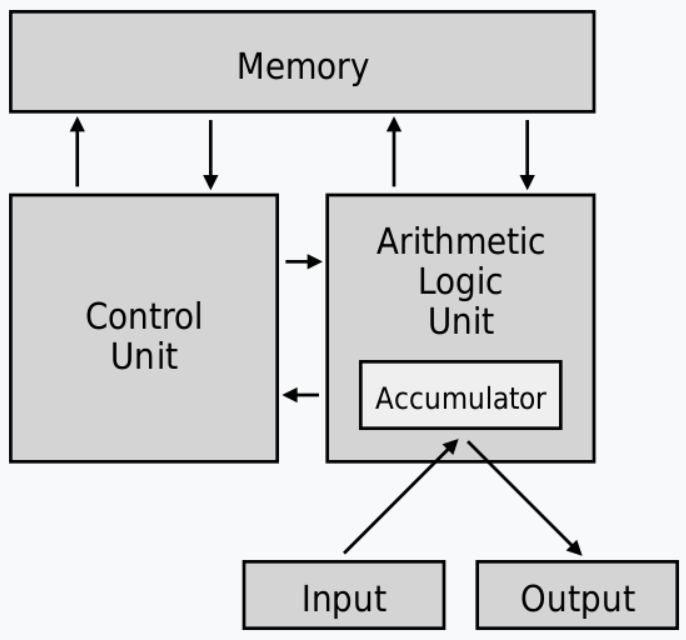 Memory
Control
Unit
Arithmetic
Logic
Unit
Accumulator
Input
Output